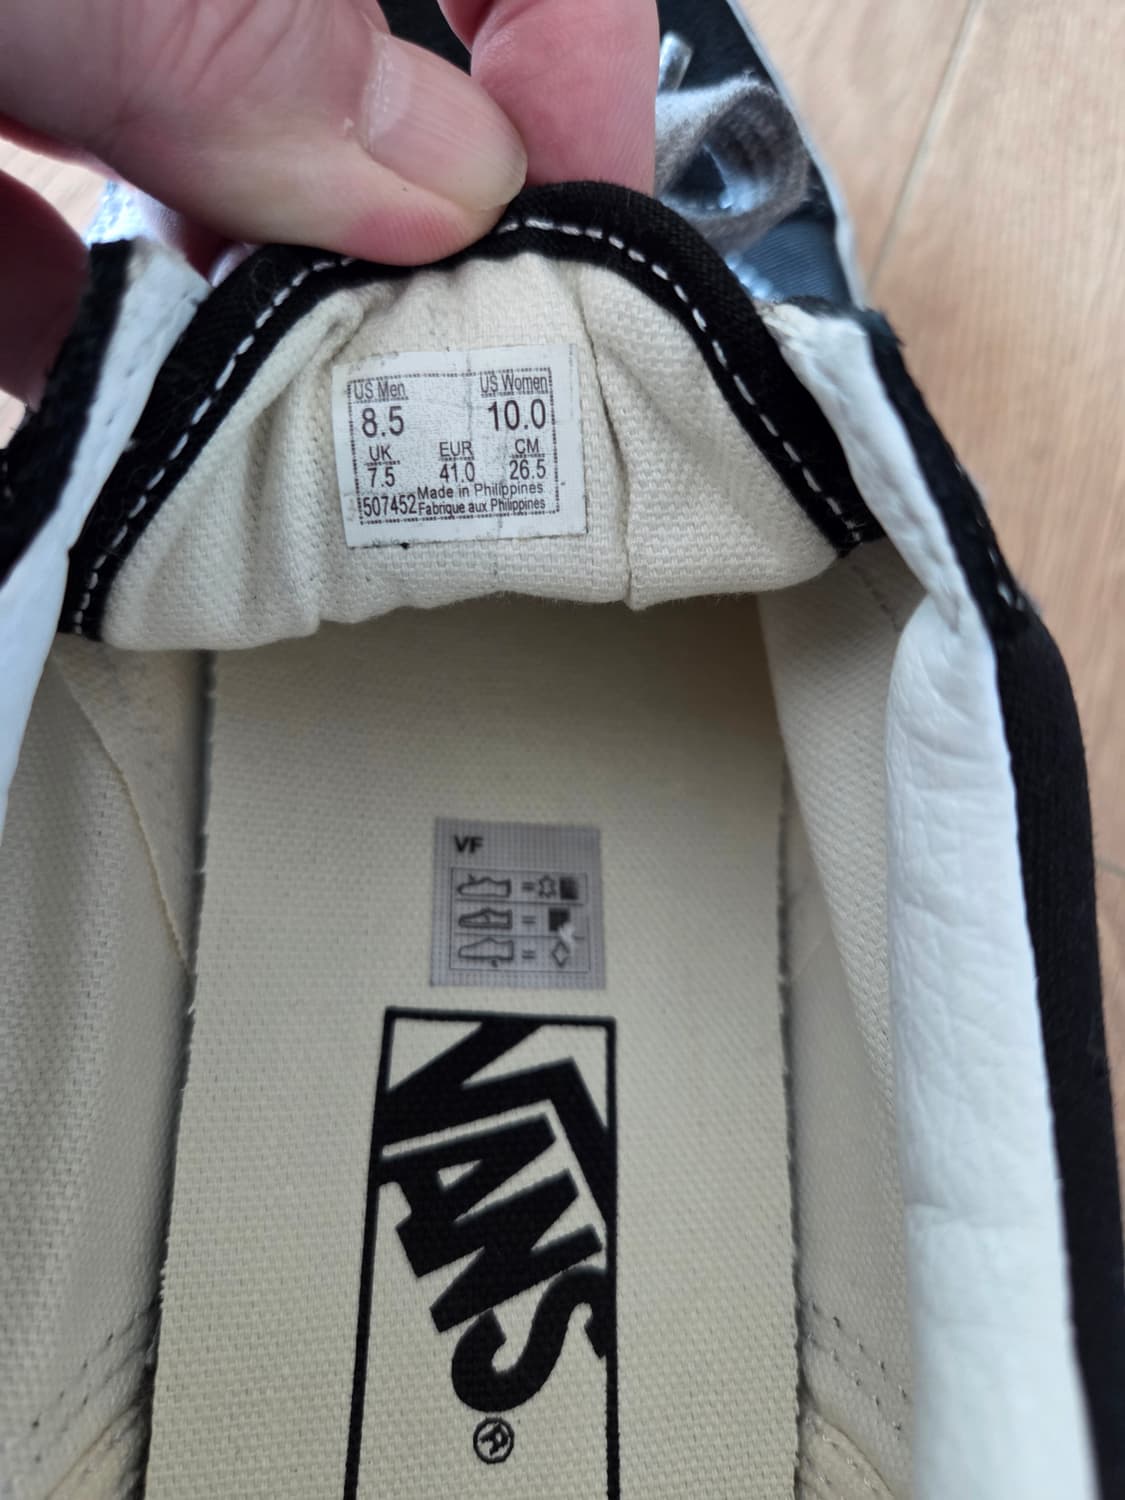 US Men US Women
8.5 10.0
UK EUR CM
7.5 41.0 26.5
Made in Philippines
507452 Fabrique aux Philippines
VF
=
=
=
VANS
®